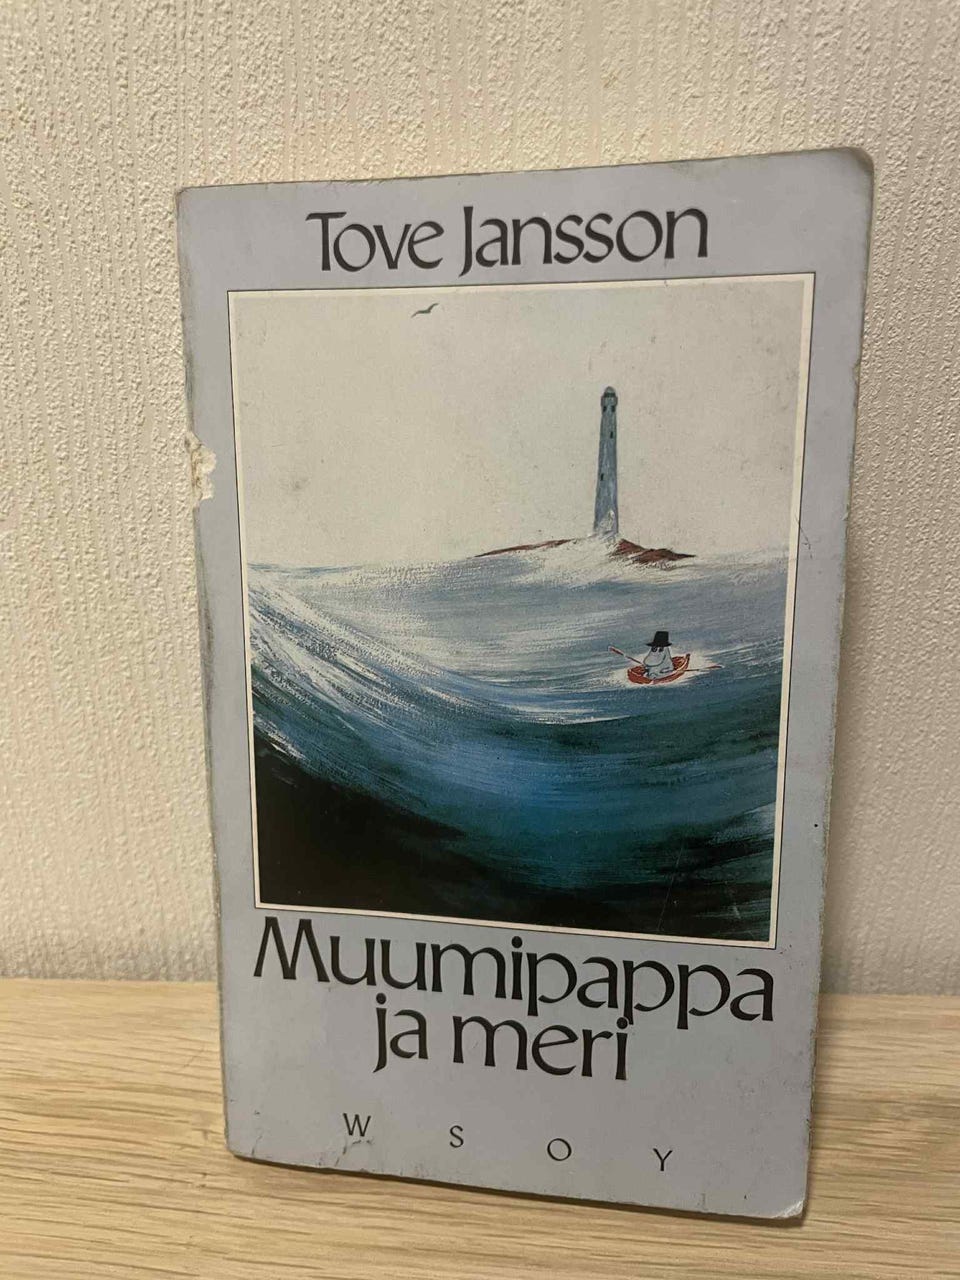 Tove Jansson
Muumipappa
ja meri
W S O Y